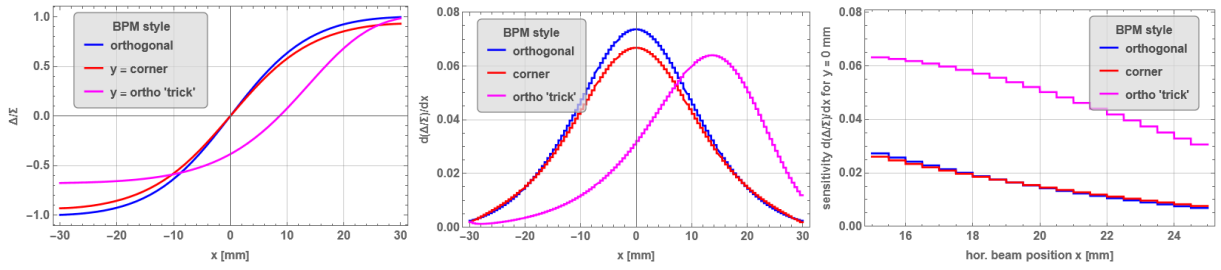 BPM style
orthogonal
y = corner
y = ortho 'trick'
Δ/Σ
1.0
0.5
0.0
−0.5
−1.0
−30 −20 −10 0 10 20 30
x [mm]
BPM style
orthogonal
corner
ortho 'trick'
d(Δ/Σ)/dx
0.08
0.06
0.04
0.02
0.00
−30 −20 −10 0 10 20 30
x [mm]
BPM style
orthogonal
corner
ortho 'trick'
sensitivity d(Δ/Σ)/dx for y = 0 mm
0.08
0.06
0.04
0.02
0.00
16 18 20 22 24
hor. beam position x [mm]